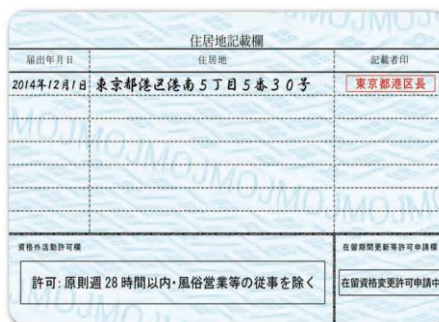 住居地記載欄
届出年月日 住居地 記載者印
2014年12月1日 東京都港区港南5丁目5番30号 東京都港区長
資格外活動許可欄 在留期間更新等許可申請欄
許可:原則週28時間以内・風俗営業等の従事を除く 在留資格変更許可申請中
MOJMOJMOJMOJMOJ